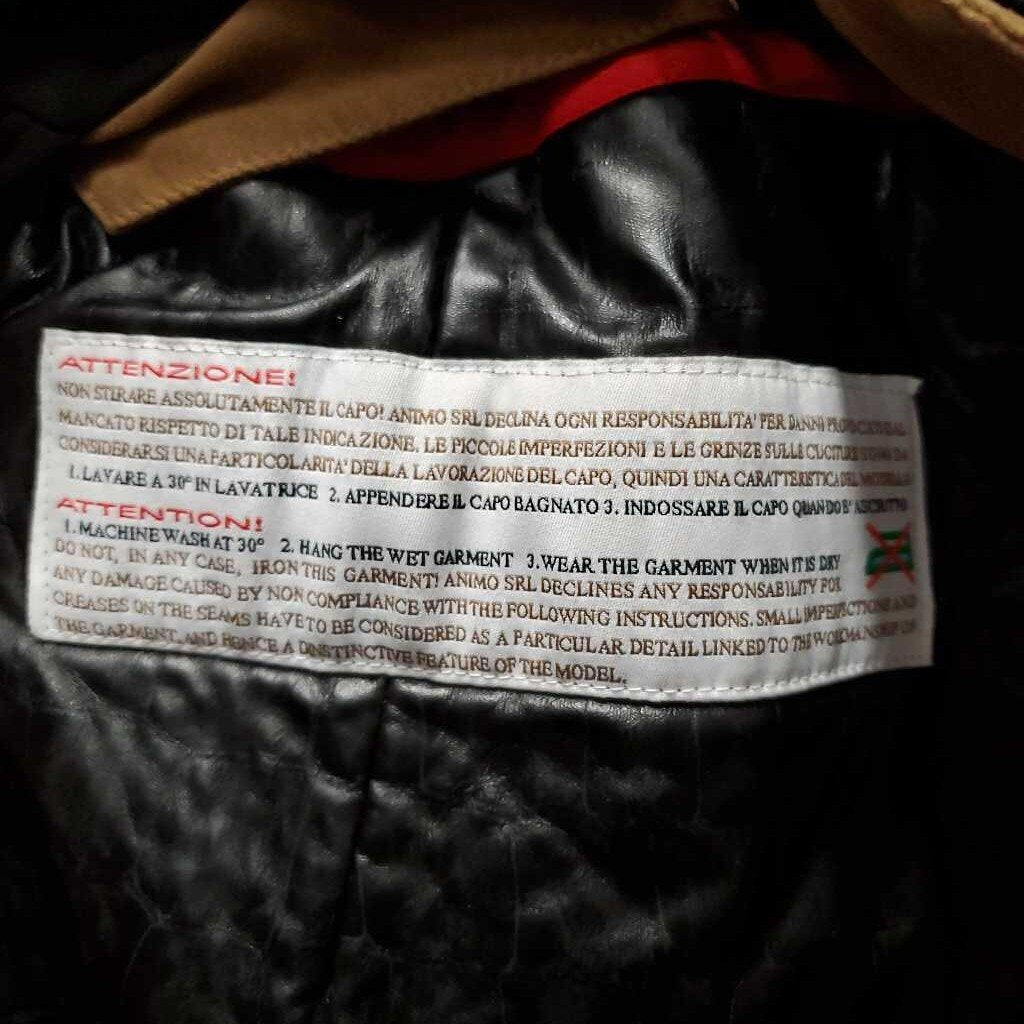 ATTENZIONE!
NON STIRARE ASSOLUTAMENTE IL CAPO! ANIMO SRL DECLINA OGNI RESPONSABILITA' PER DANNI
MANCATO RISPETTO DI TALE INDICAZIONE. LE PICCOLE IMPERFEZIONI E LE GRINZE SULLE CUCITURE
CONSIDERARSI UNA PARTICOLARITA' DELLA LAVORAZIONE DEL CAPO, QUINDI UNA CARATTERISTICA DEL MODELLO
1. LAVARE A 30° IN LAVATRICE 2. APPENDERE IL CAPO BAGNATO 3. INDOSSARE IL CAPO QUANDO E' ASCIUTTO
ATTENTION!
1. MACHINE WASH AT 30° 2. HANG THE WET GARMENT 3. WEAR THE GARMENT WHEN IT IS DRY
DO NOT, IN ANY CASE, IRON THIS GARMENT! ANIMO SRL DECLINES ANY RESPONSABILITY FOR
ANY DAMAGE CAUSED BY NON COMPLIANCE WITH THE FOLLOWING INSTRUCTIONS. SMALL IMPERFECTIONS AND
CREASES ON THE SEAMS HAVE TO BE CONSIDERED AS A PARTICULAR DETAIL LINKED TO THE WORKMANSHIP ON
THE GARMENT, AND HENCE A DINSTINCTIVE FEATURE OF THE MODEL.